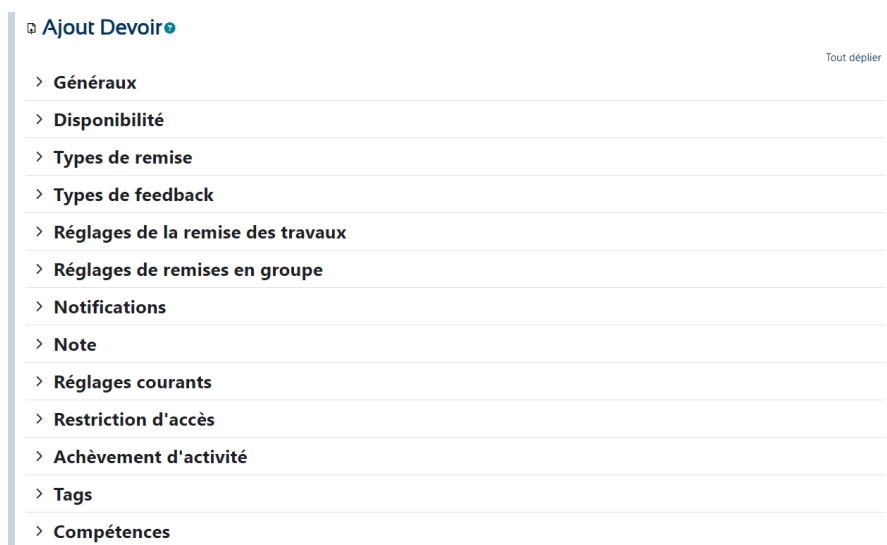 Ajout Devoir
Tout déplier
Généraux
Disponibilité
Types de remise
Types de feedback
Réglages de la remise des travaux
Réglages de remises en groupe
Notifications
Note
Réglages courants
Restriction d'accès
Achèvement d'activité
Tags
Compétences